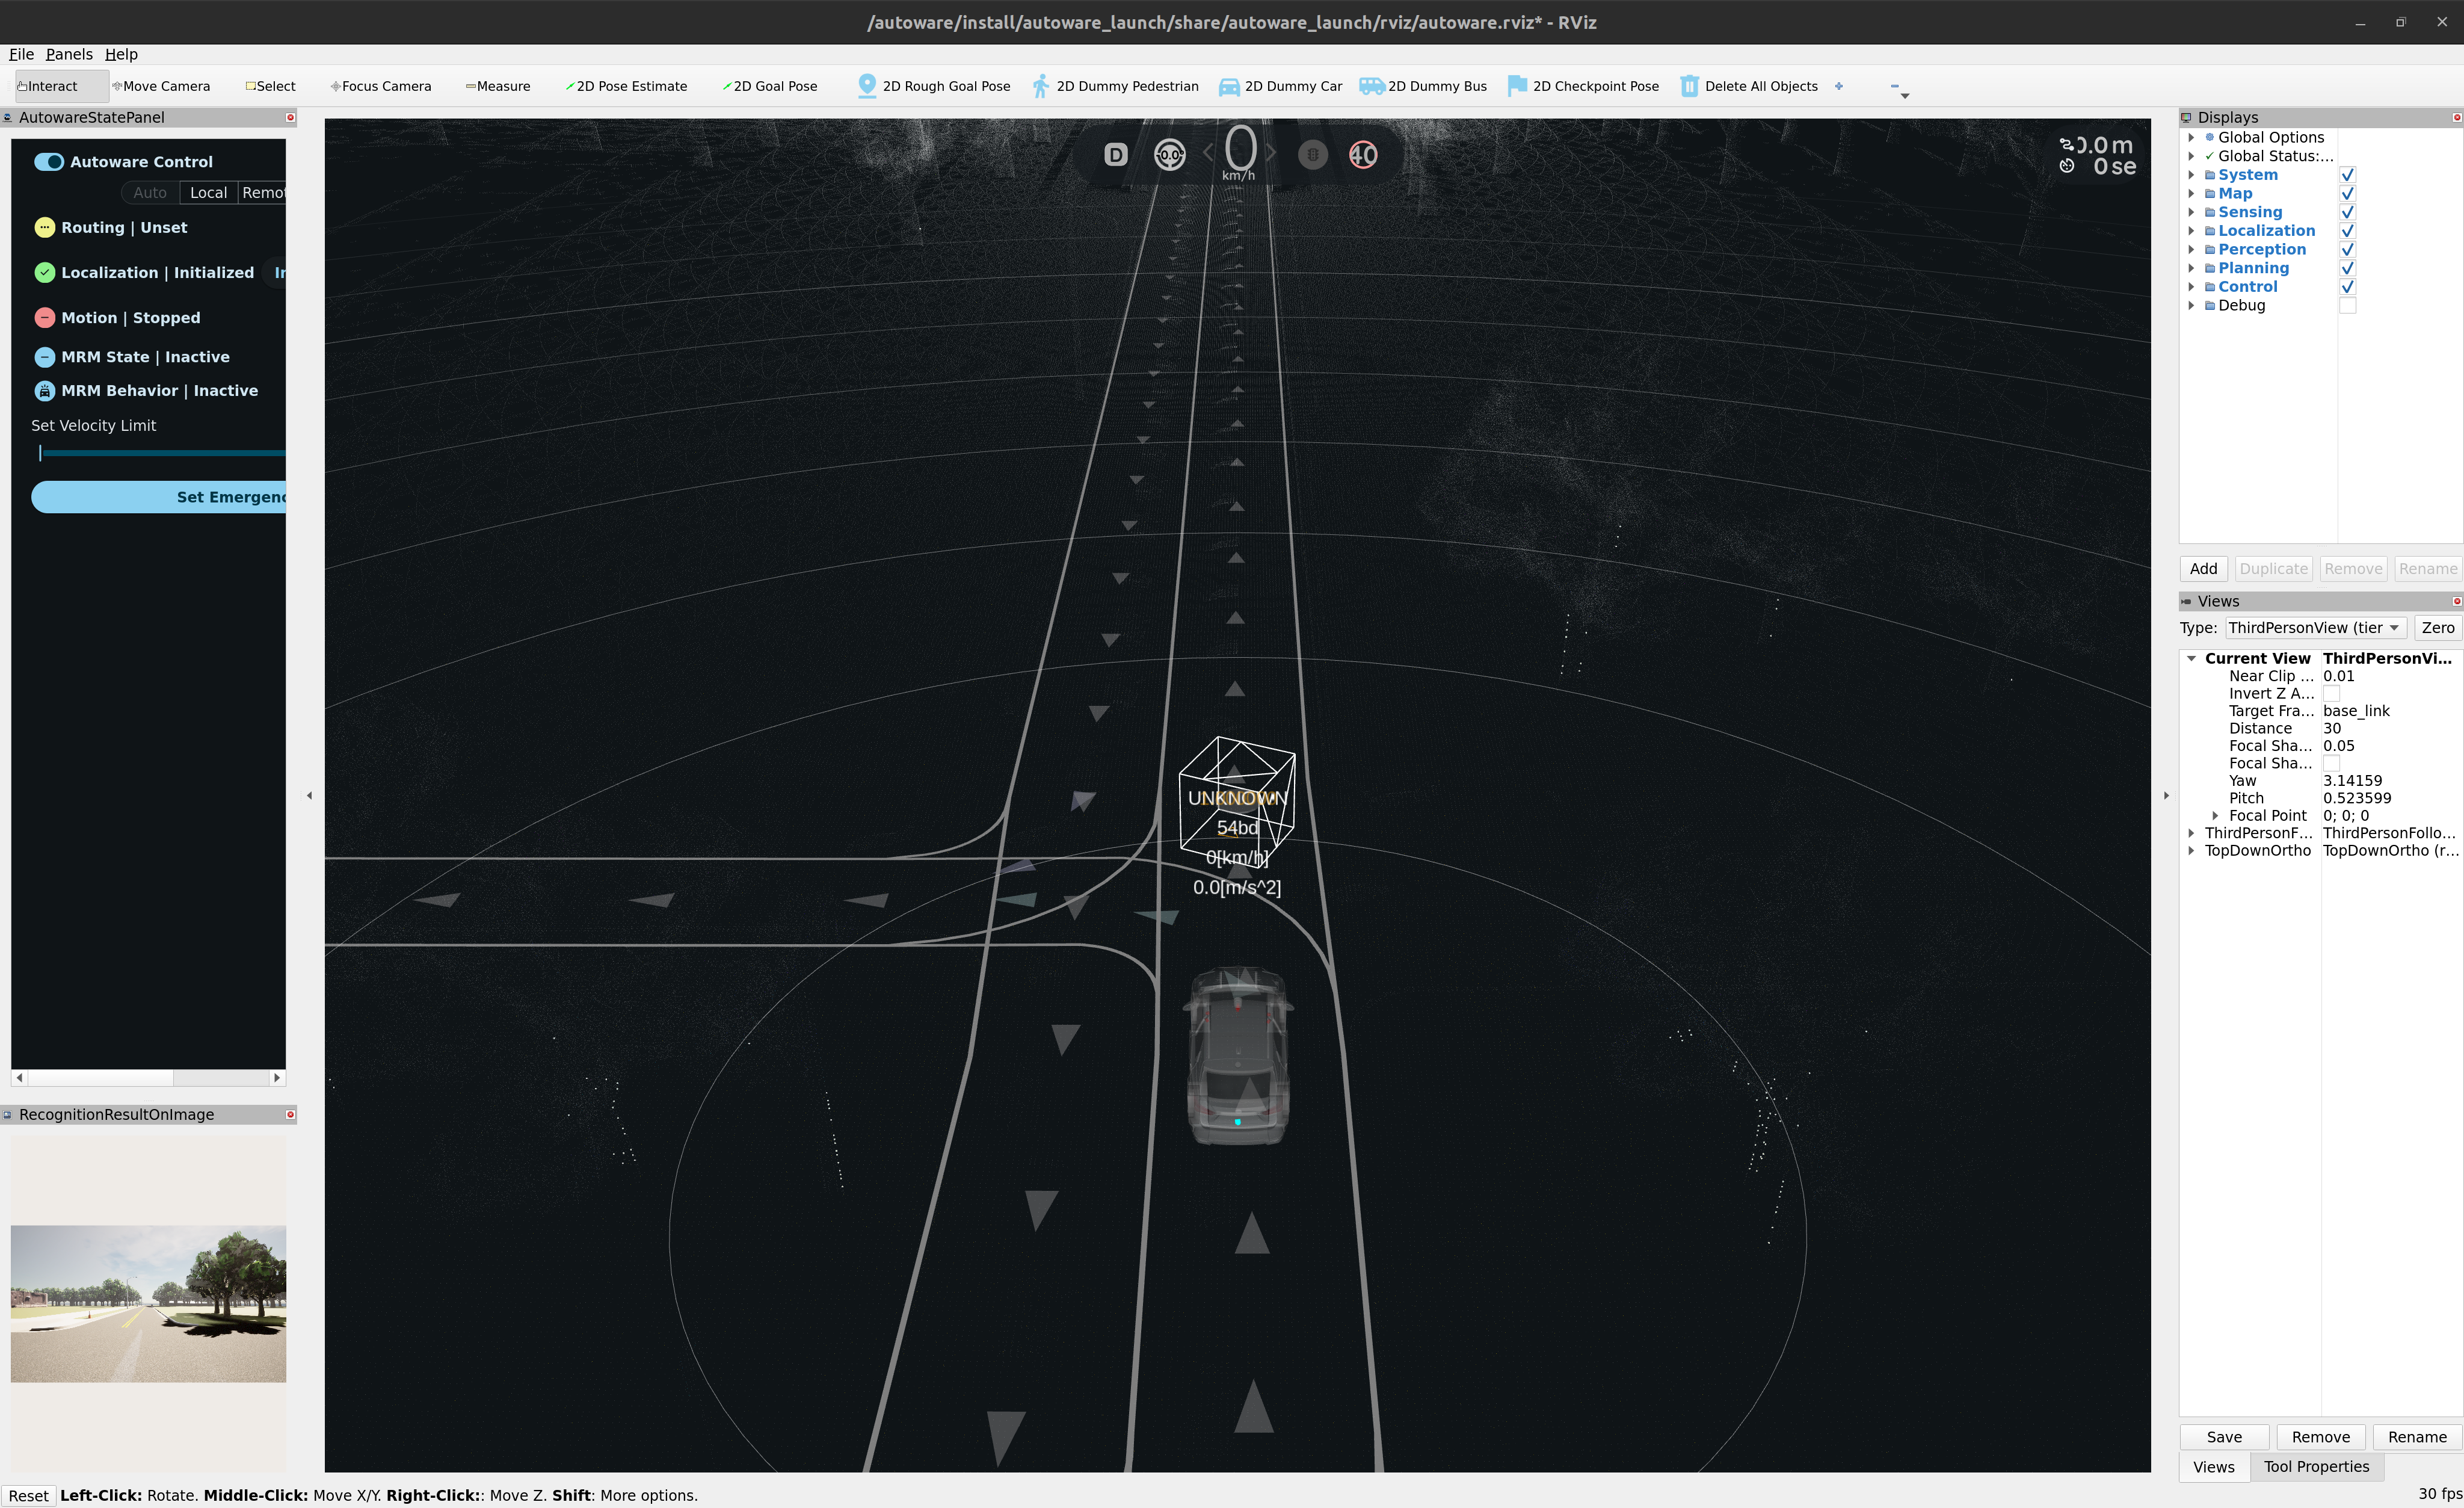 /autoware/install/autoware_launch/share/autoware_launch/rviz/autoware.rviz* - RViz
File Panels Help
Interact Move Camera Select Focus Camera Measure 2D Pose Estimate 2D Goal Pose 2D Rough Goal Pose 2D Dummy Pedestrian 2D Dummy Car 2D Dummy Bus 2D Checkpoint Pose Delete All Objects
AutowareStatePanel
Autoware Control
Auto Local Remot
Routing | Unset
Localization | Initialized In
Motion | Stopped
MRM State | Inactive
MRM Behavior | Inactive
Set Velocity Limit
Set Emergenc
RecognitionResultOnImage
D 0.0 0 40
km/h
0.0 m
0 se
UNKNOWN
54bd
0[km/h]
0.0[m/s^2]
Displays
Global Options
Global Status:...
System
Map
Sensing
Localization
Perception
Planning
Control
Debug
Add Duplicate Remove Rename
Views
Type: ThirdPersonView (tier Zero
Current View ThirdPersonVi...
Near Clip ... 0.01
Invert Z A...
Target Fra... base_link
Distance 30
Focal Sha... 0.05
Focal Sha...
Yaw 3.14159
Pitch 0.523599
Focal Point 0; 0; 0
ThirdPersonF... ThirdPersonFollo...
TopDownOrtho TopDownOrtho (r...
Save Remove Rename
Views Tool Properties
Reset Left-Click: Rotate. Middle-Click: Move X/Y. Right-Click:: Move Z. Shift: More options.
30 fps